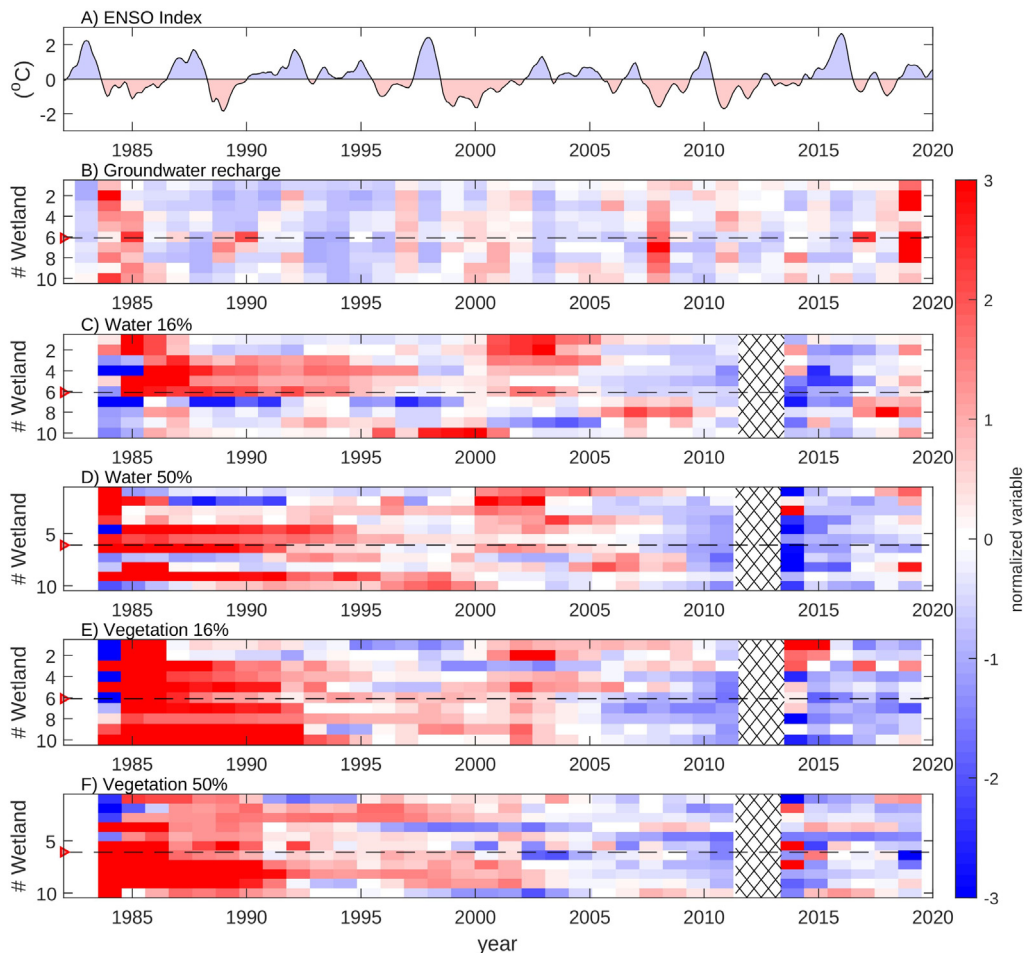 A) ENSO Index
(°C)
2
0
-2
1985 1990 1995 2000 2005 2010 2015 2020
B) Groundwater recharge
# Wetland
2
4
6
8
10
1985 1990 1995 2000 2005 2010 2015 2020
C) Water 16%
# Wetland
2
4
6
8
10
1985 1990 1995 2000 2005 2010 2015 2020
D) Water 50%
# Wetland
5
10
1985 1990 1995 2000 2005 2010 2015 2020
E) Vegetation 16%
# Wetland
2
4
6
8
10
1985 1990 1995 2000 2005 2010 2015 2020
F) Vegetation 50%
# Wetland
5
10
1985 1990 1995 2000 2005 2010 2015 2020
year
3
2
1
0
-1
-2
-3
normalized variable